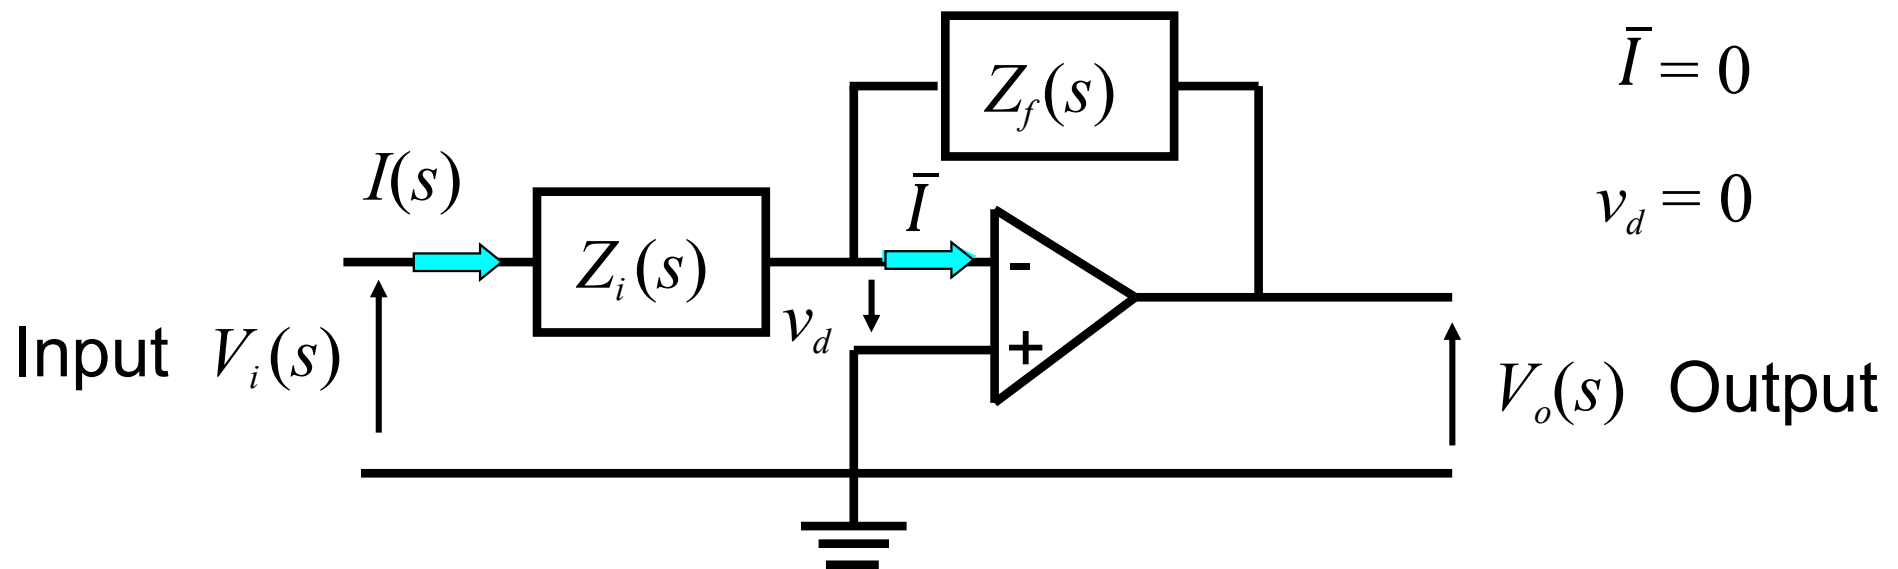 Z_f(s)
I̅ = 0
I(s)
I̅
v_d = 0
Z_i(s)
-
v_d
+
Input V_i(s)
V_o(s) Output